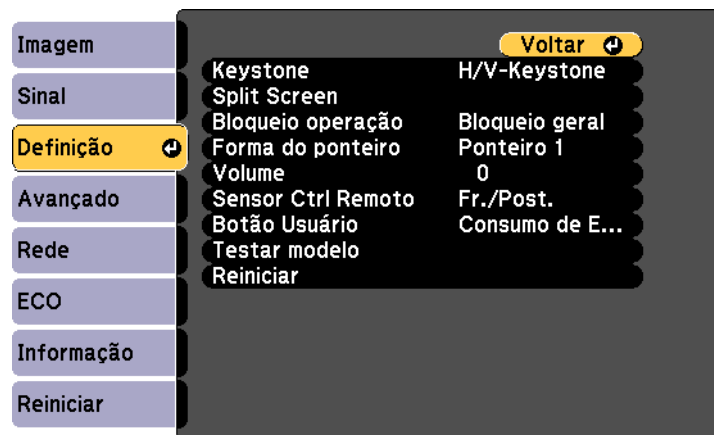 Imagem
Sinal
Definição
Avançado
Rede
ECO
Informação
Reiniciar
Voltar
Keystone H/V-Keystone
Split Screen
Bloqueio operação Bloqueio geral
Forma do ponteiro Ponteiro 1
Volume 0
Sensor Ctrl Remoto Fr./Post.
Botão Usuário Consumo de E...
Testar modelo
Reiniciar